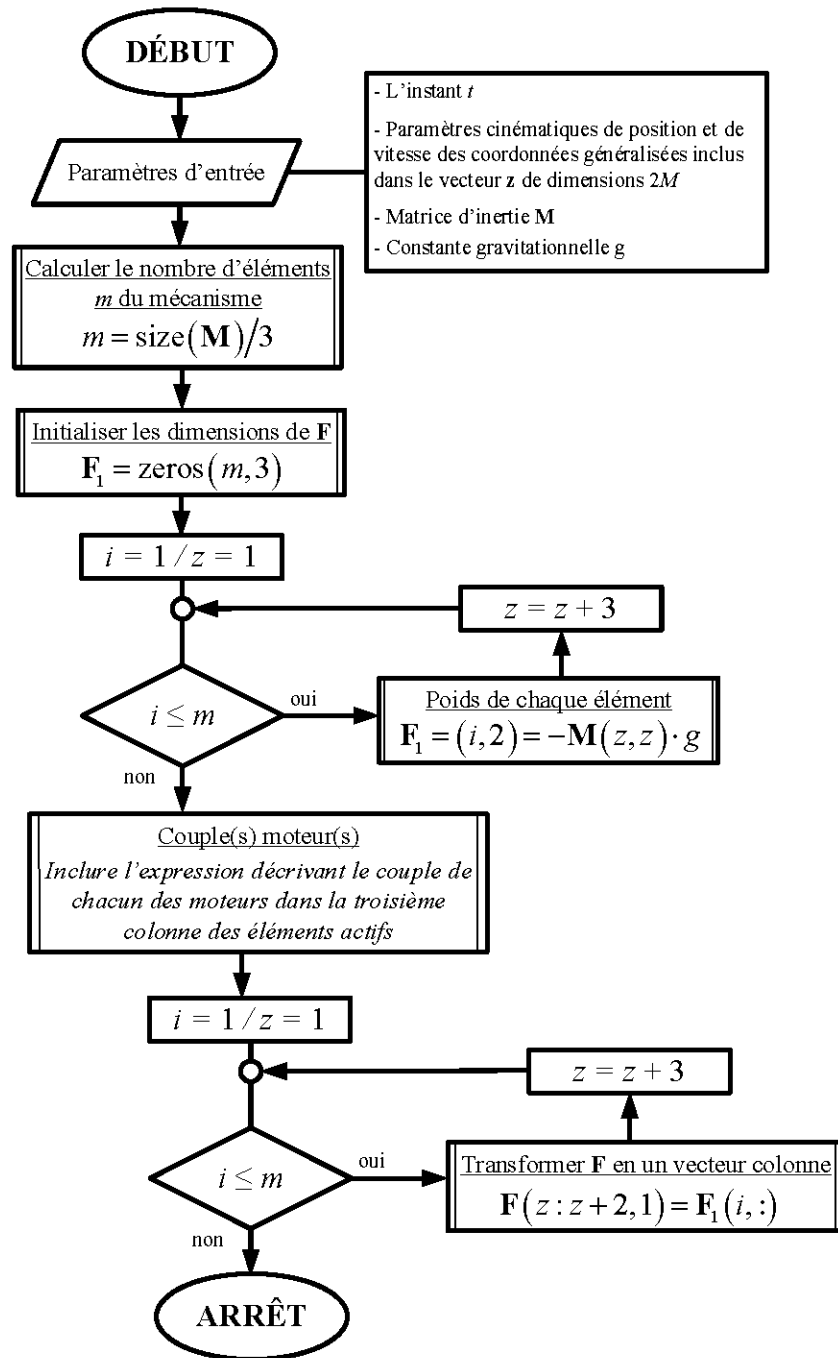 DÉBUT
- L'instant t
- Paramètres cinématiques de position et de
vitesse des coordonnées généralisées inclus
dans le vecteur z de dimensions 2M
- Matrice d'inertie M
- Constante gravitationnelle g
Paramètres d'entrée
Calculer le nombre d'éléments
m du mécanisme
m = size(M)/3
Initialiser les dimensions de F
F₁ = zeros(m,3)
i = 1 / z = 1
z = z + 3
i ≤ m
oui
Poids de chaque élément
F₁ = (i,2) = −M(z,z)· g
non
Couple(s) moteur(s)
Inclure l'expression décrivant le couple de
chacun des moteurs dans la troisième
colonne des éléments actifs
i = 1 / z = 1
z = z + 3
i ≤ m
oui
Transformer F en un vecteur colonne
F(z : z + 2,1) = F₁(i, :)
non
ARRÊT